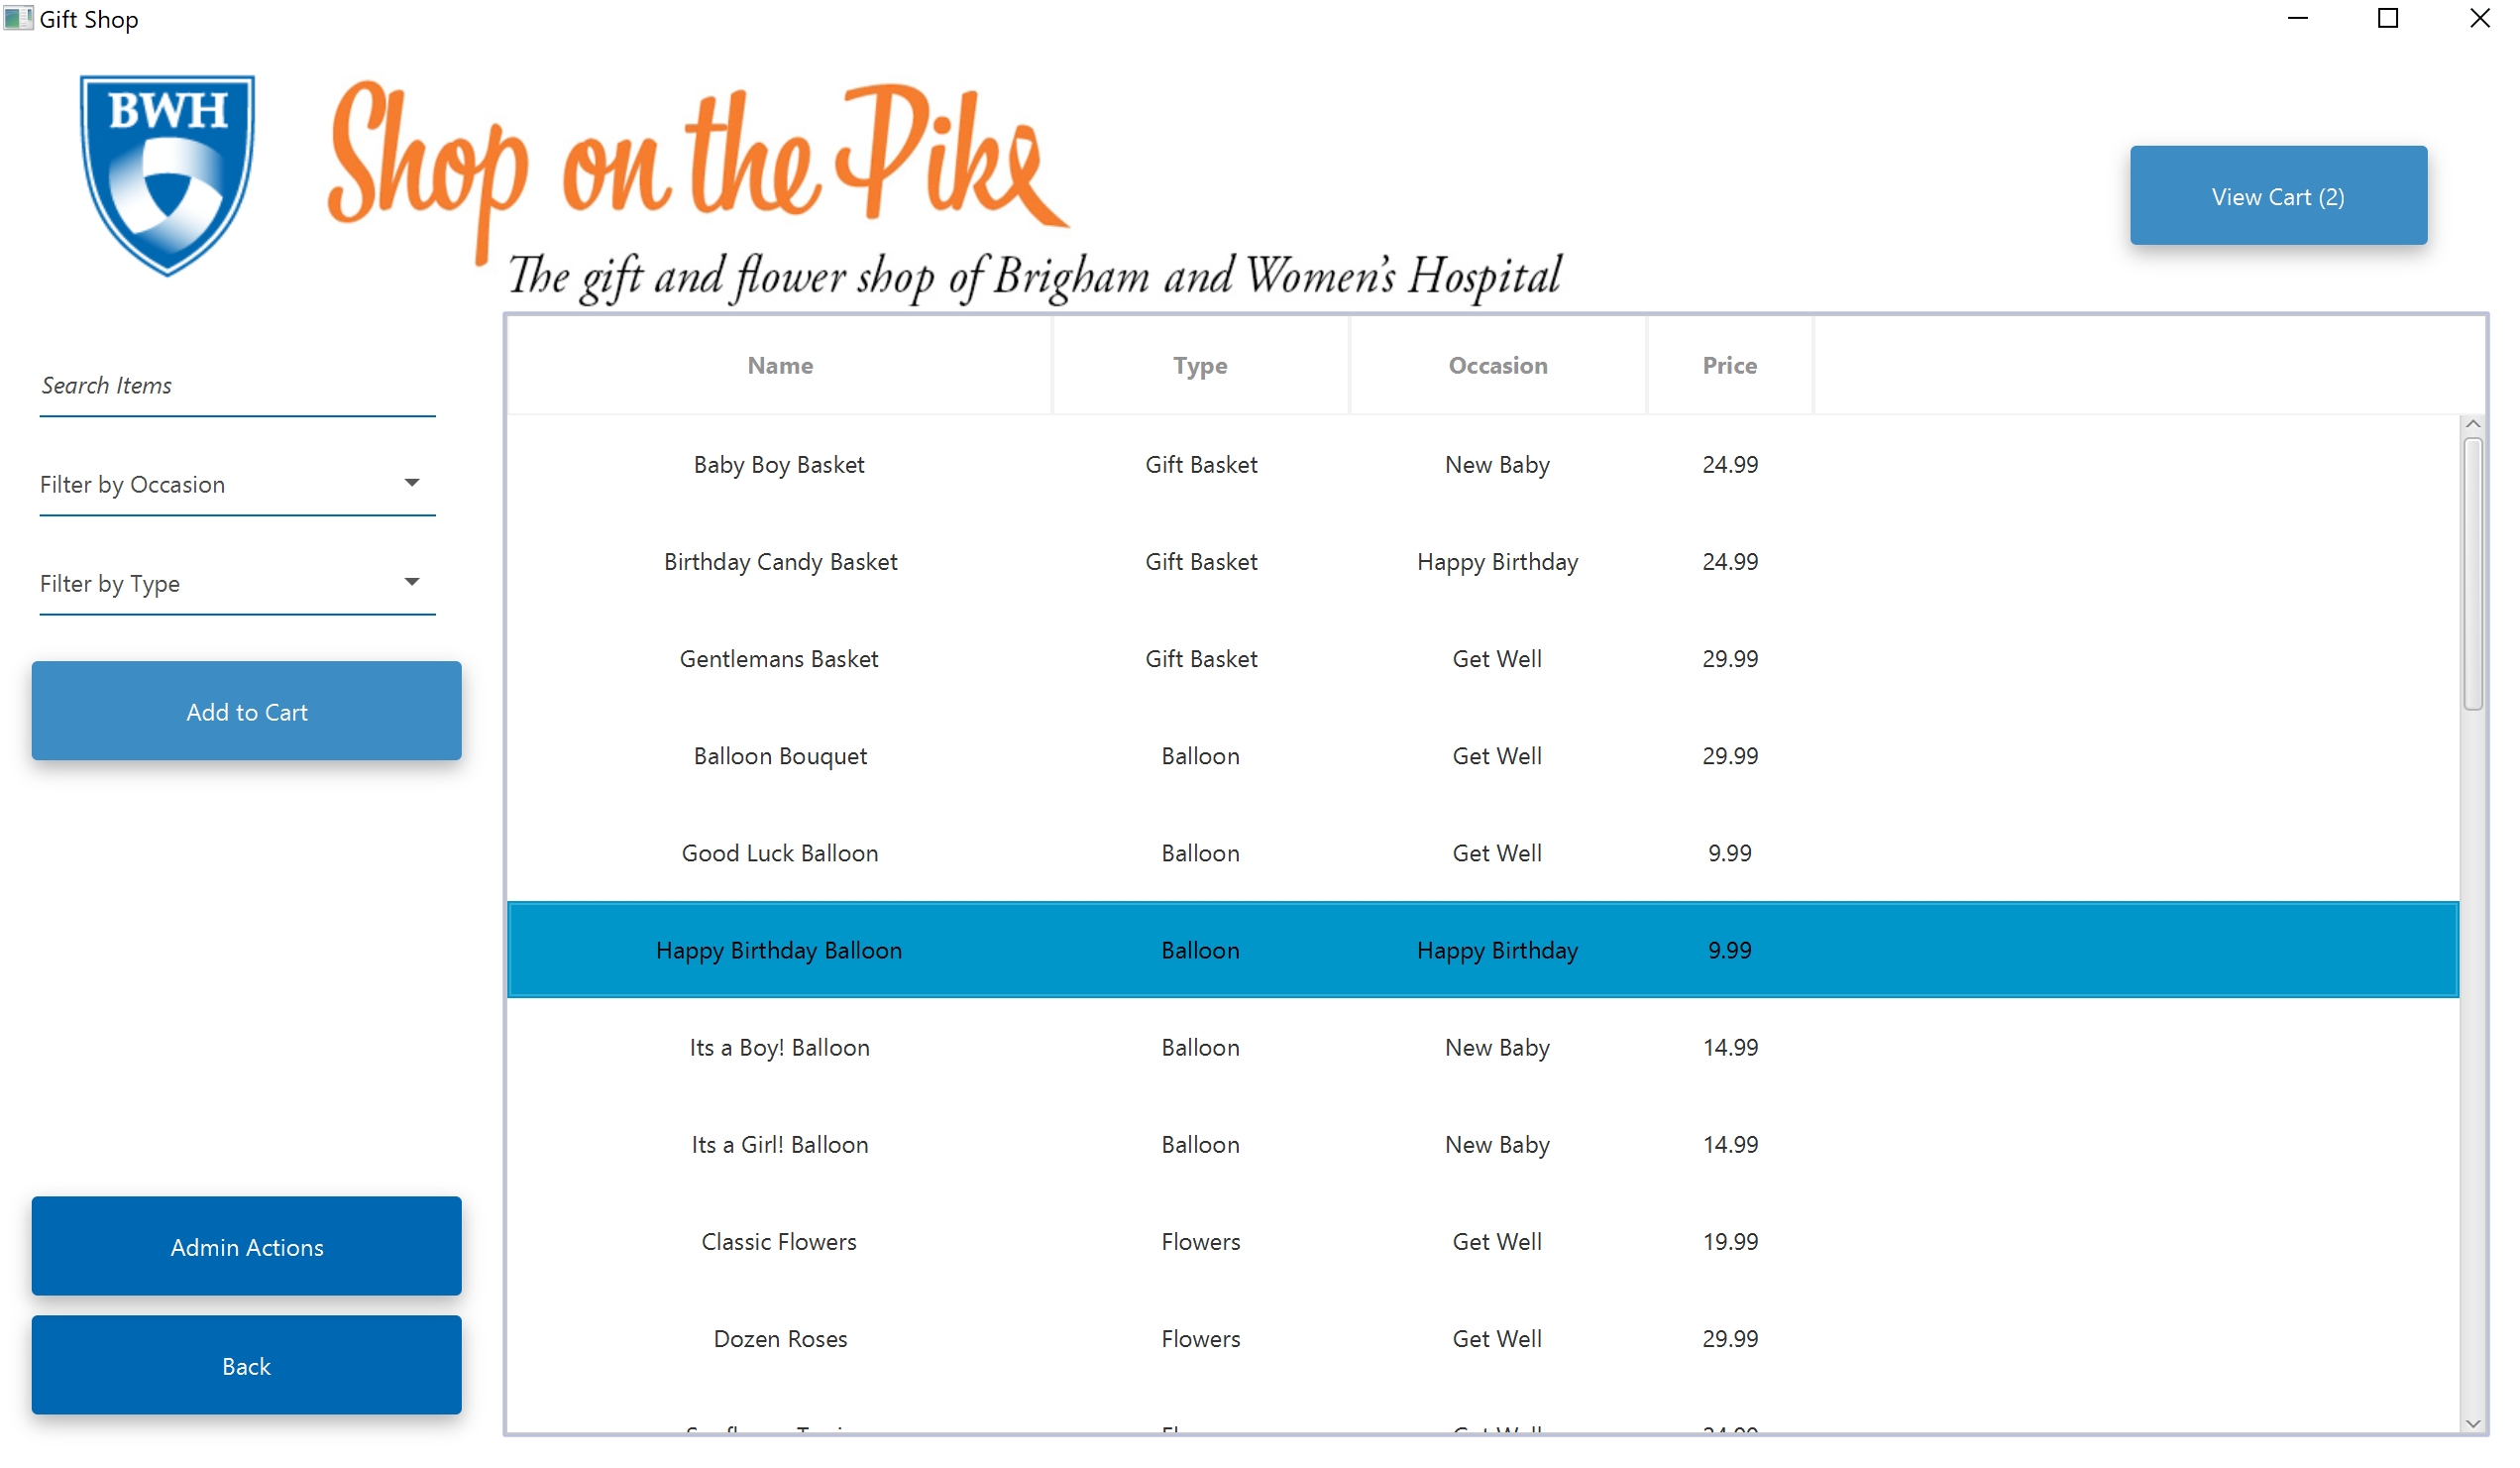 Gift Shop
BWH
Shop on the Pike
The gift and flower shop of Brigham and Women's Hospital
View Cart (2)
Search Items
Filter by Occasion
Filter by Type
Add to Cart
Admin Actions
Back
Name Type Occasion Price
Baby Boy Basket Gift Basket New Baby 24.99
Birthday Candy Basket Gift Basket Happy Birthday 24.99
Gentlemans Basket Gift Basket Get Well 29.99
Balloon Bouquet Balloon Get Well 29.99
Good Luck Balloon Balloon Get Well 9.99
Happy Birthday Balloon Balloon Happy Birthday 9.99
Its a Boy! Balloon Balloon New Baby 14.99
Its a Girl! Balloon Balloon New Baby 14.99
Classic Flowers Flowers Get Well 19.99
Dozen Roses Flowers Get Well 29.99